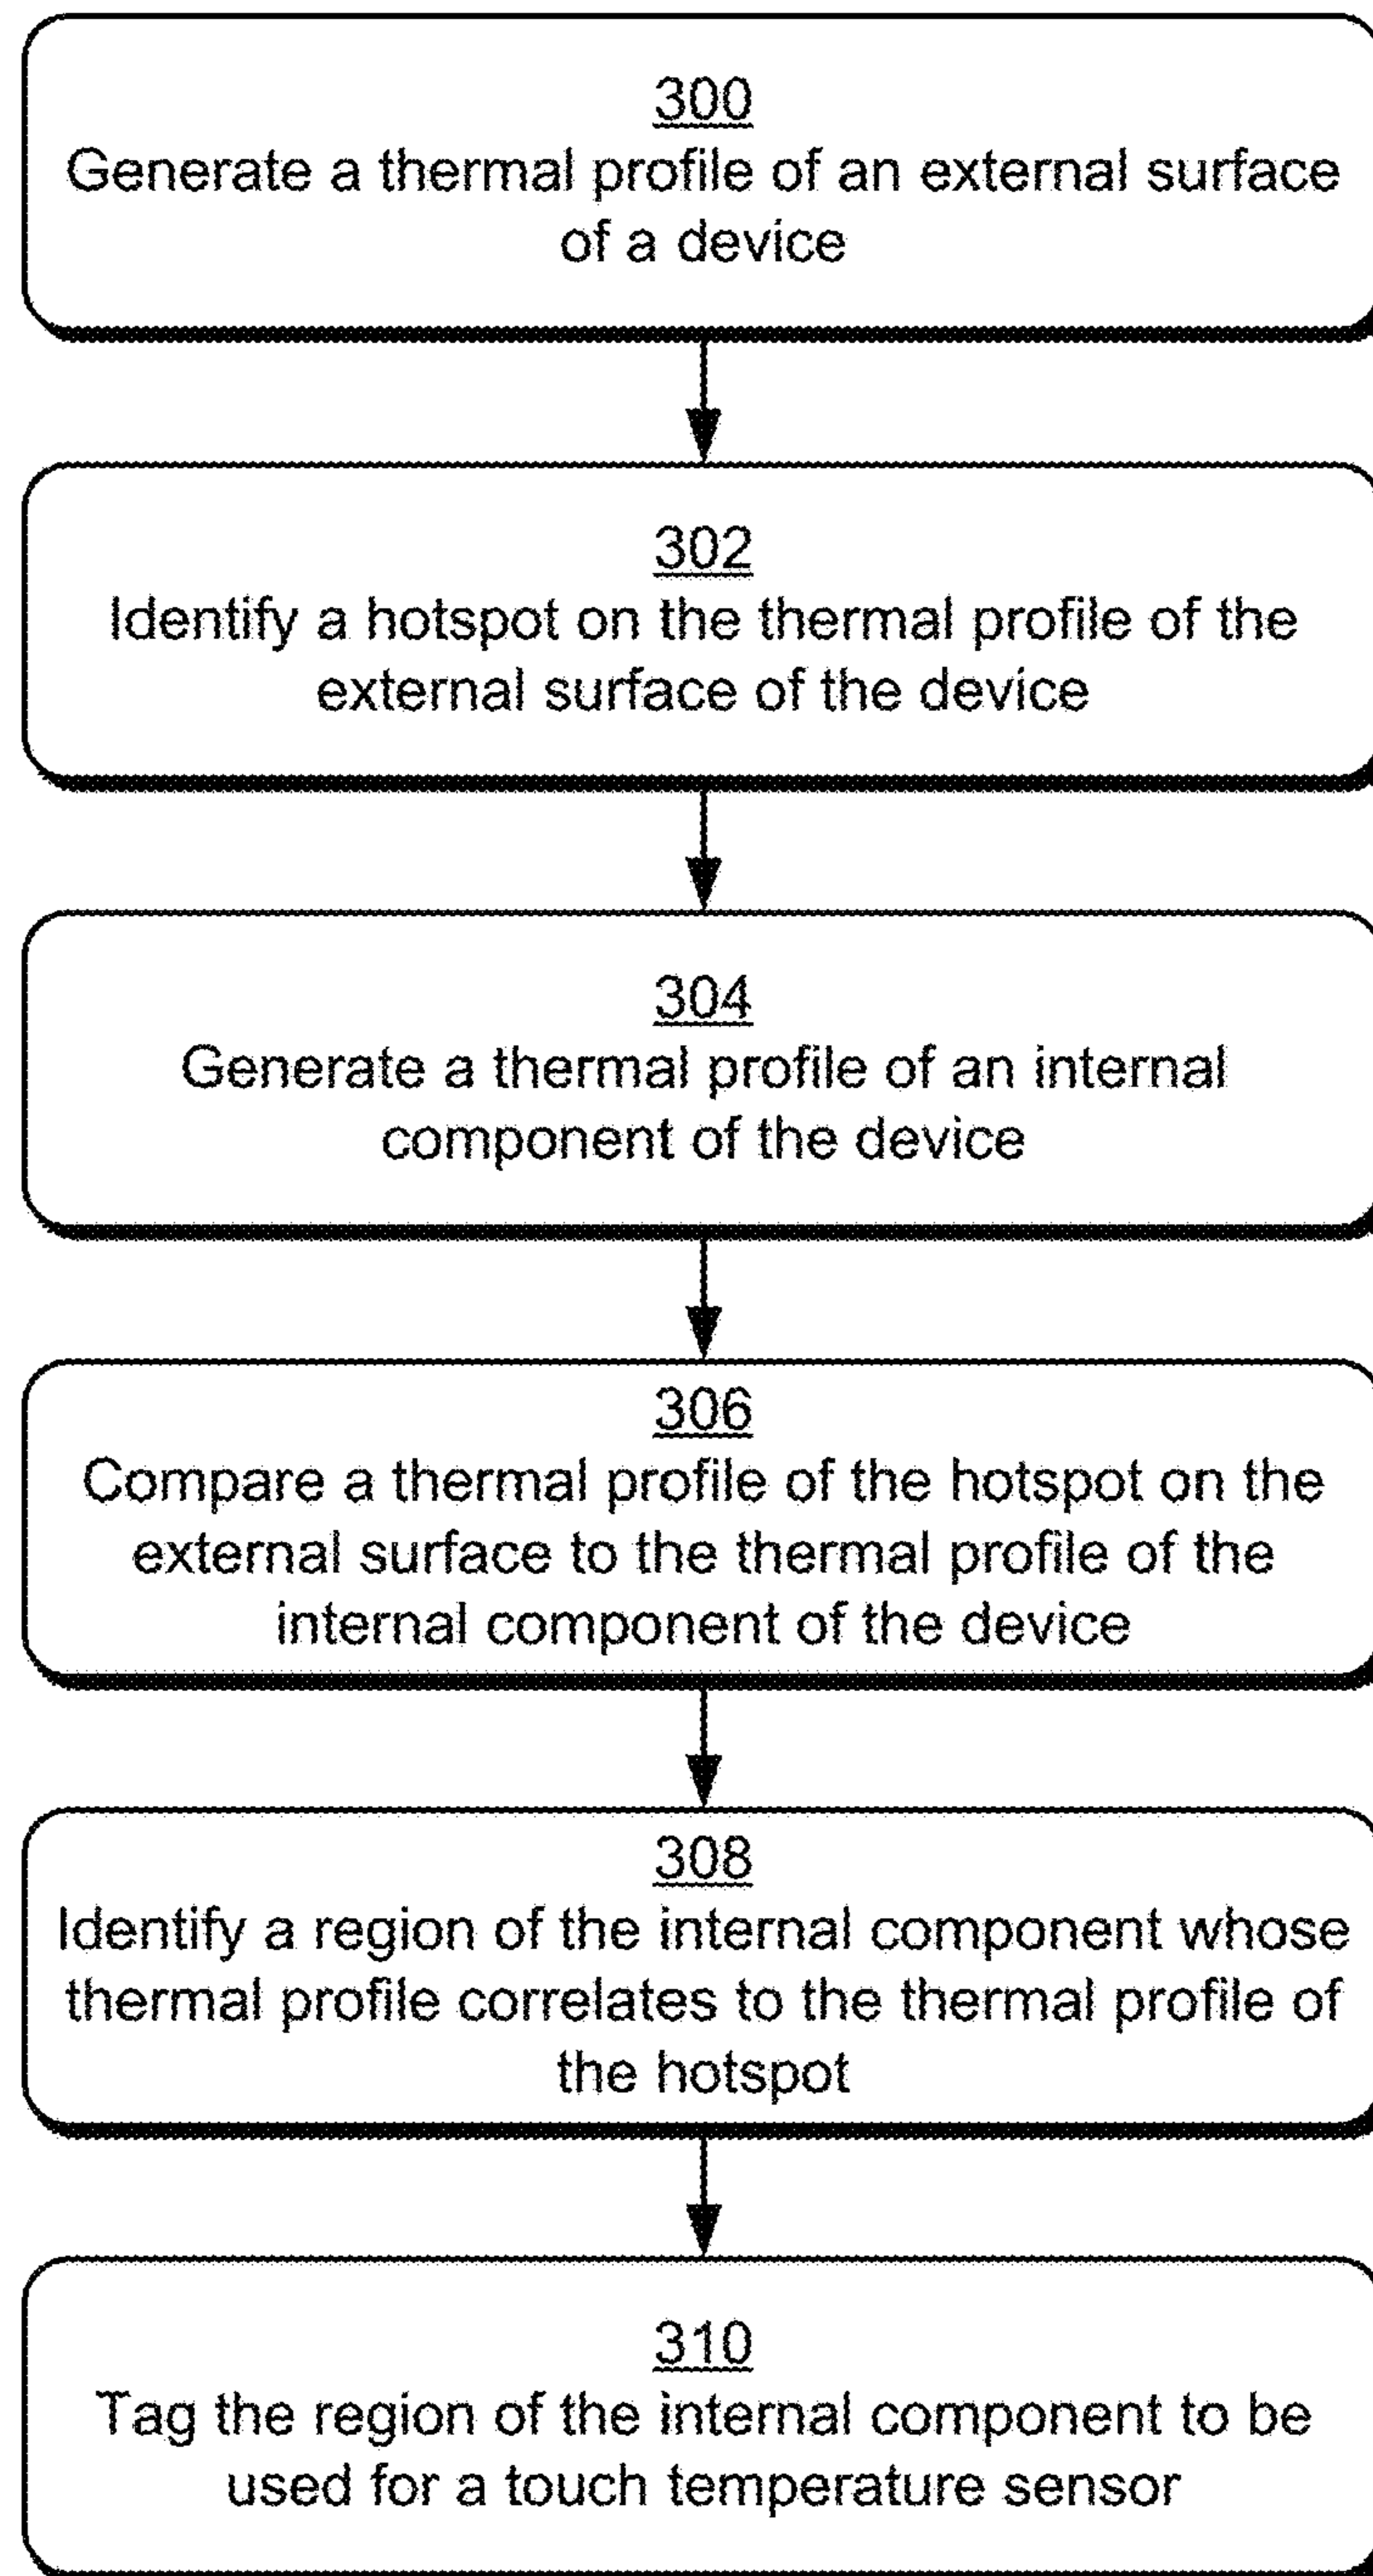 300
Generate a thermal profile of an external surface
of a device
302
Identify a hotspot on the thermal profile of the
external surface of the device
304
Generate a thermal profile of an internal
component of the device
306
Compare a thermal profile of the hotspot on the
external surface to the thermal profile of the
internal component of the device
308
Identify a region of the internal component whose
thermal profile correlates to the thermal profile of
the hotspot
310
Tag the region of the internal component to be
used for a touch temperature sensor